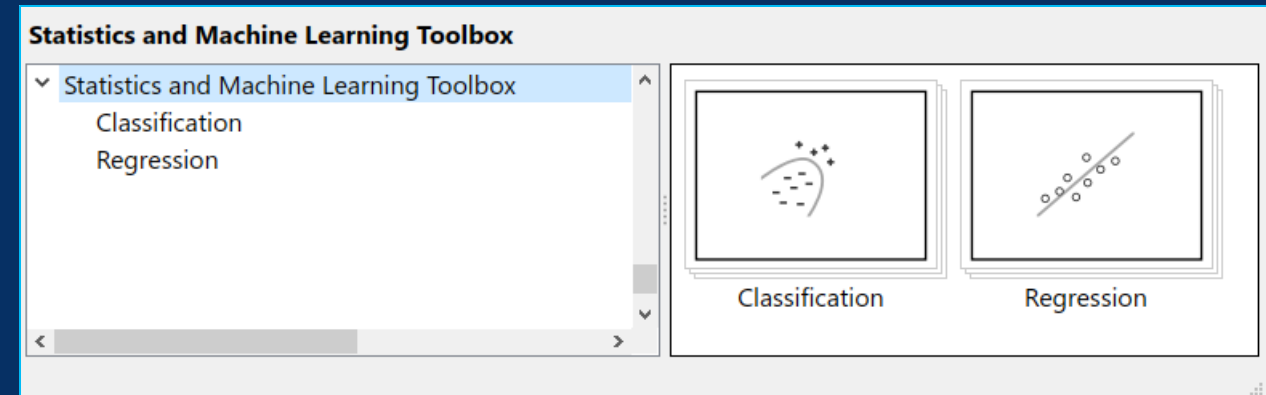 Statistics and Machine Learning Toolbox
Statistics and Machine Learning Toolbox
Classification
Regression
Classification
Regression